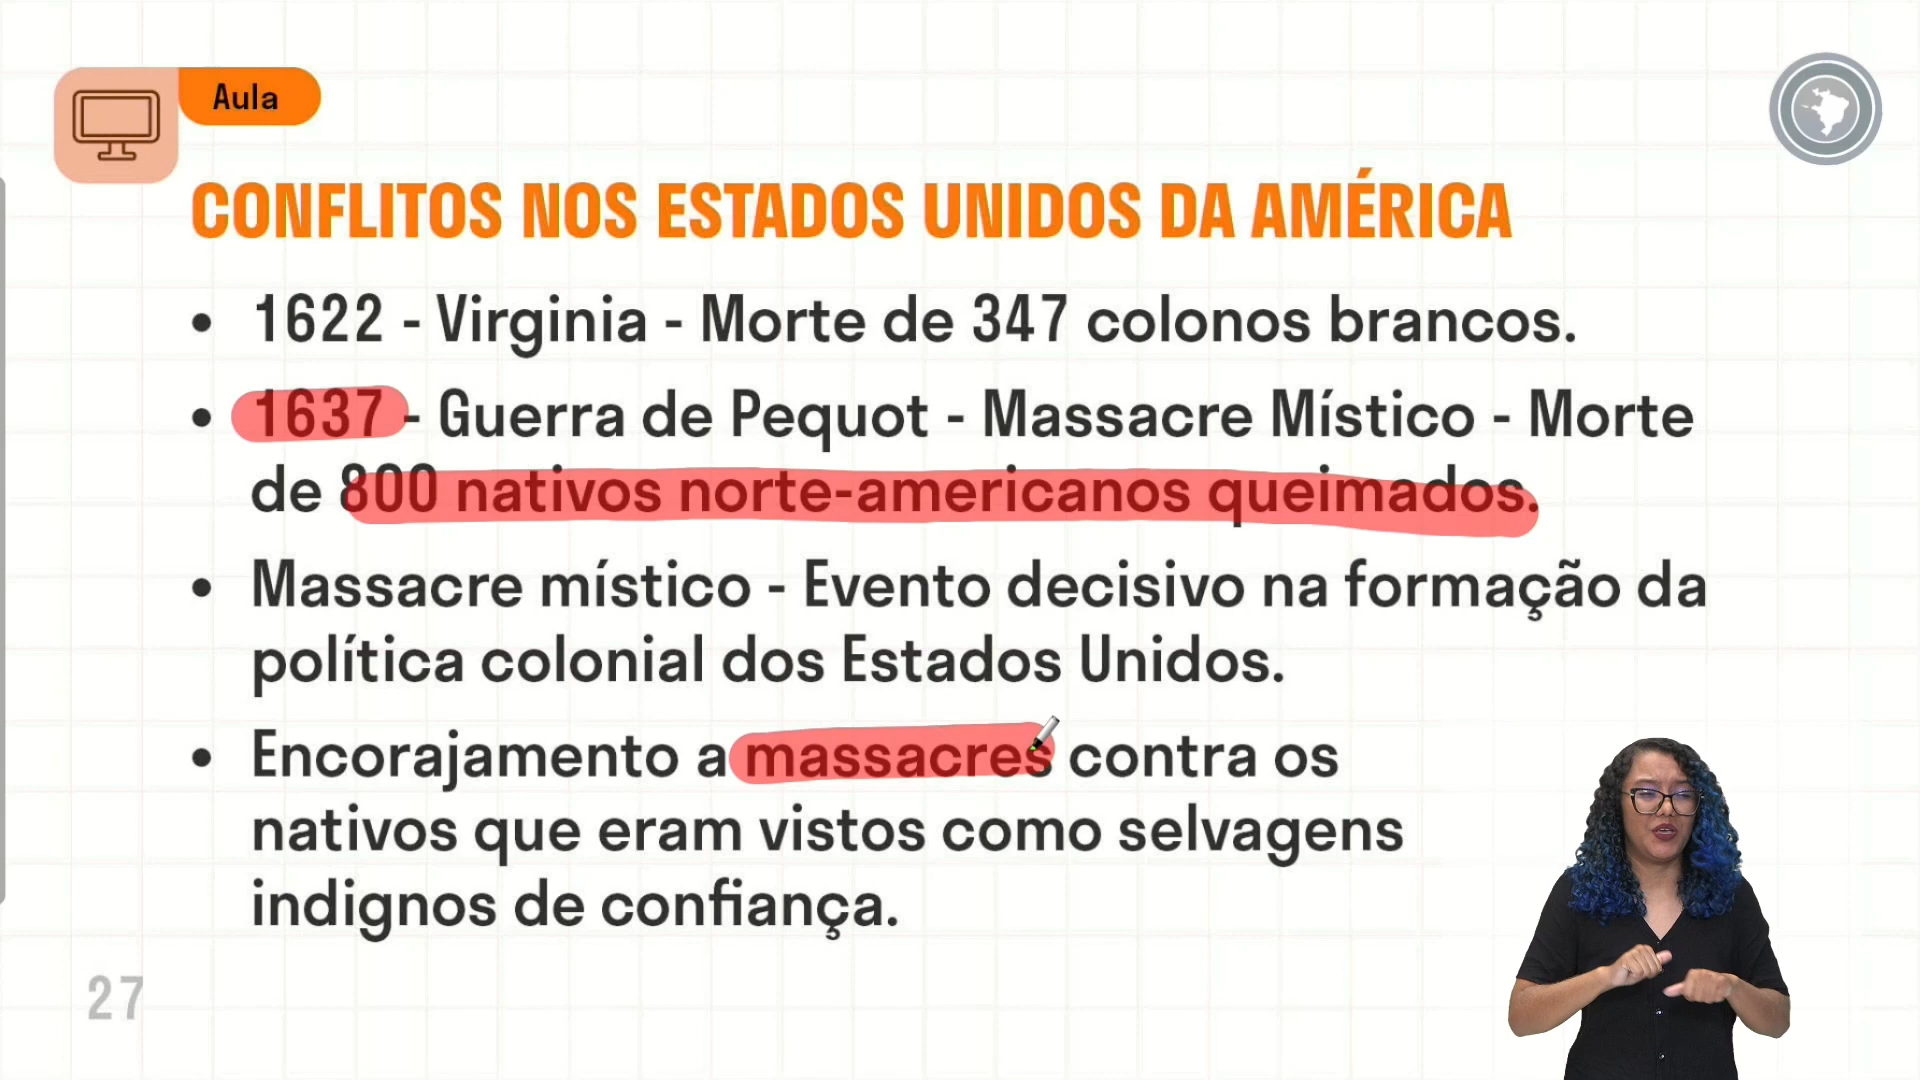 Aula
CONFLITOS NOS ESTADOS UNIDOS DA AMÉRICA
• 1622 - Virginia - Morte de 347 colonos brancos.
• 1637 - Guerra de Pequot - Massacre Místico - Morte
de 800 nativos norte-americanos queimados.
• Massacre místico - Evento decisivo na formação da
política colonial dos Estados Unidos.
• Encorajamento a massacres contra os
nativos que eram vistos como selvagens
indignos de confiança.
27